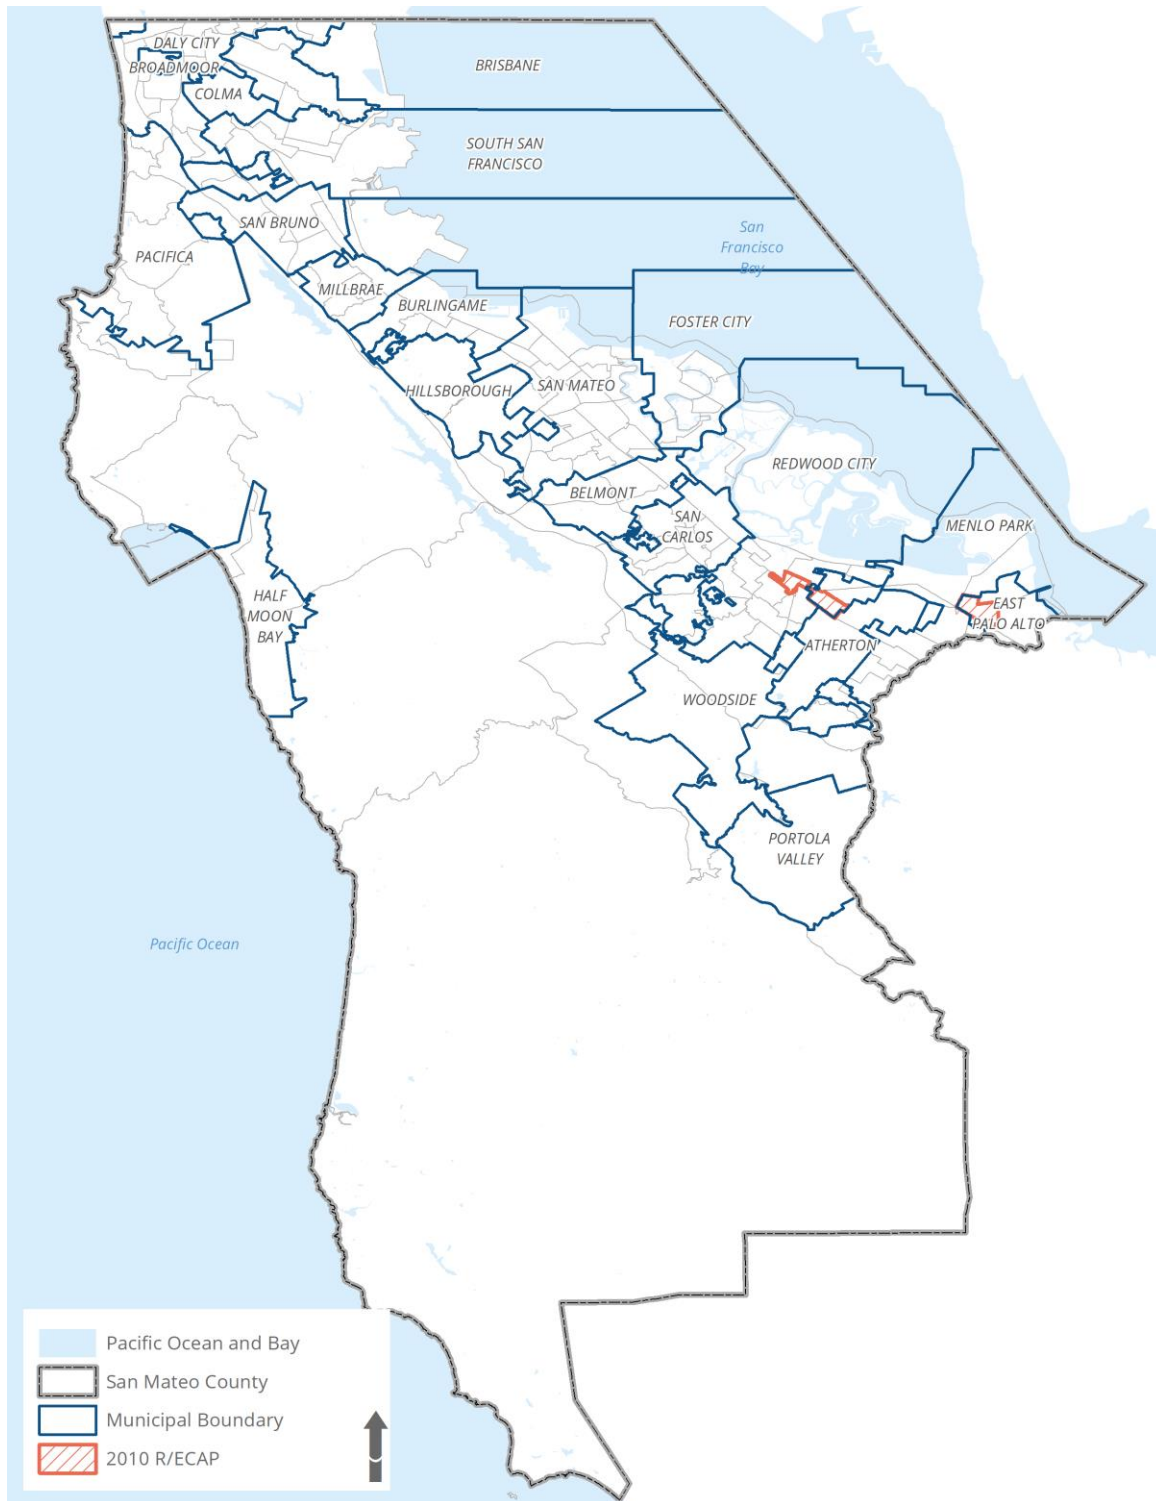 DALY CITY
BRISBANE
BROADMOOR
COLMA
SOUTH SAN
FRANCISCO
SAN BRUNO
San
Francisco
Bay
PACIFICA
MILLBRAE
BURLINGAME
FOSTER CITY
HILLSBOROUGH
SAN MATEO
REDWOOD CITY
BELMONT
SAN
CARLOS
MENLO PARK
HALF
MOON
BAY
EAST
PALO ALTO
ATHERTON
WOODSIDE
PORTOLA
VALLEY
Pacific Ocean
Pacific Ocean and Bay
San Mateo County
Municipal Boundary
2010 R/ECAP